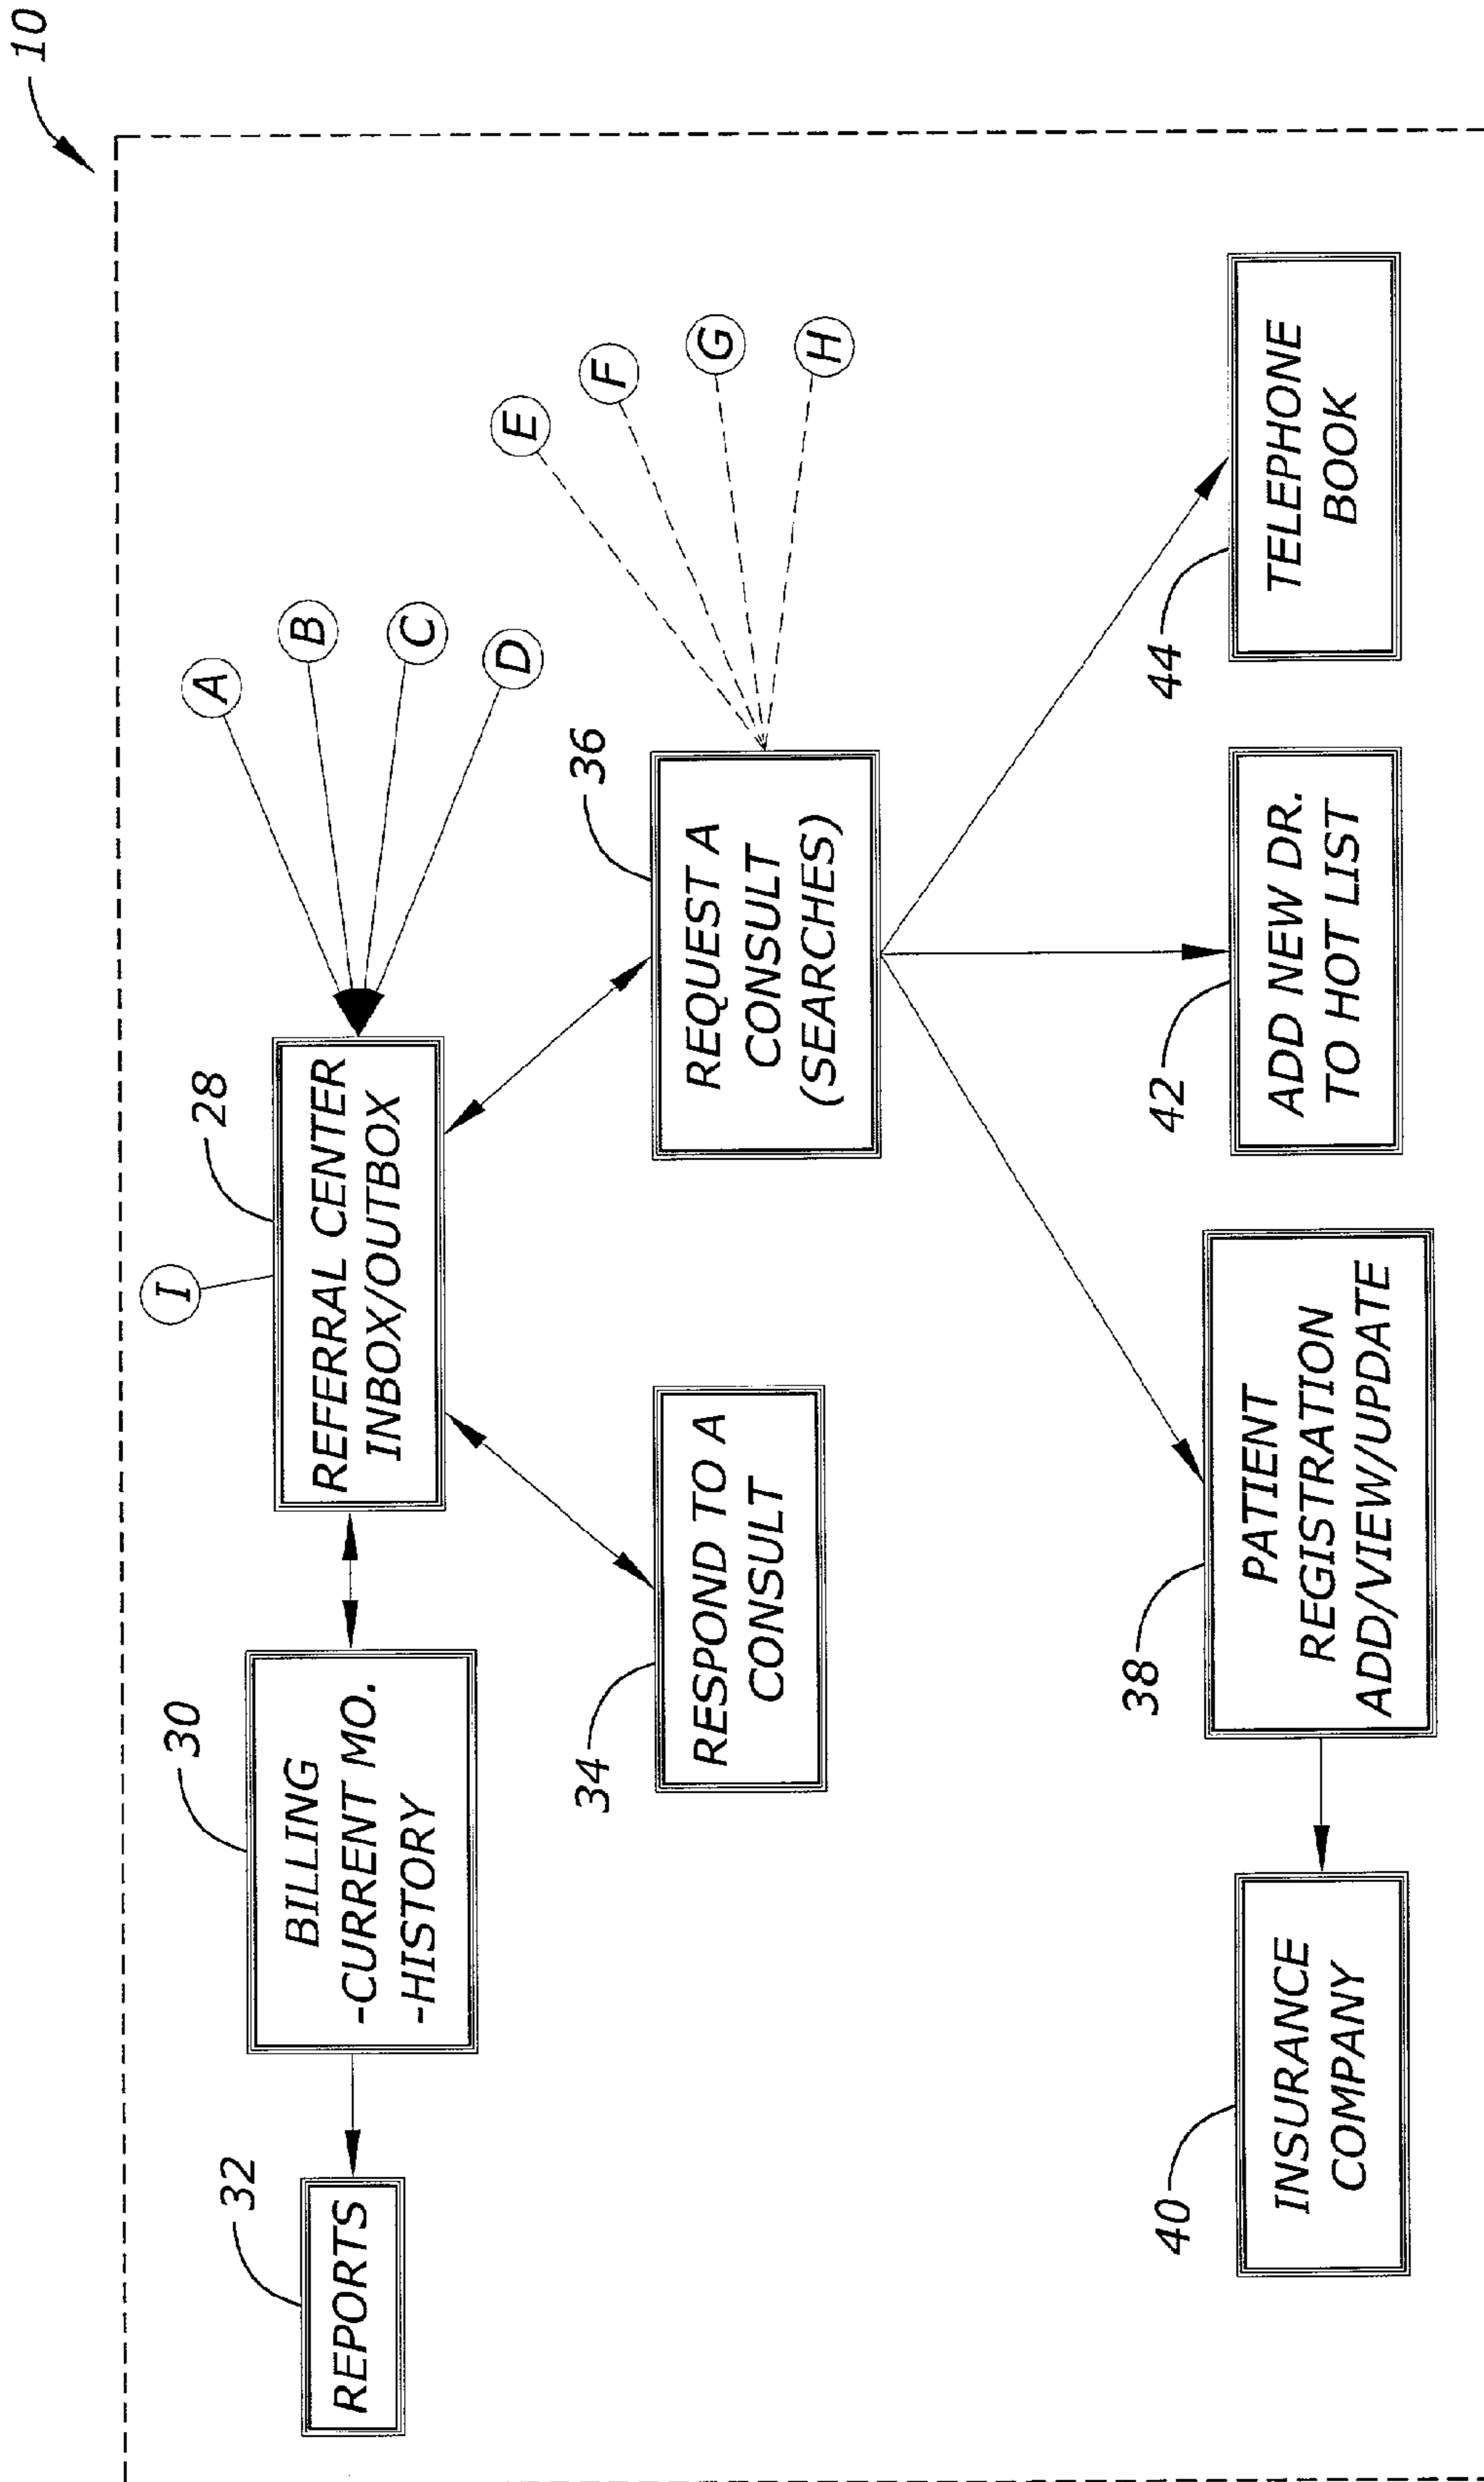 10
I
28
REFERRAL CENTER
INBOX/OUTBOX
A
B
C
D
30
BILLING
-CURRENT MO.
-HISTORY
32
REPORTS
34
RESPOND TO A
CONSULT
36
REQUEST A
CONSULT
(SEARCHES)
E
F
G
H
40
INSURANCE
COMPANY
38
PATIENT
REGISTRATION
ADD/VIEW/UPDATE
42
ADD NEW DR.
TO HOT LIST
44
TELEPHONE
BOOK